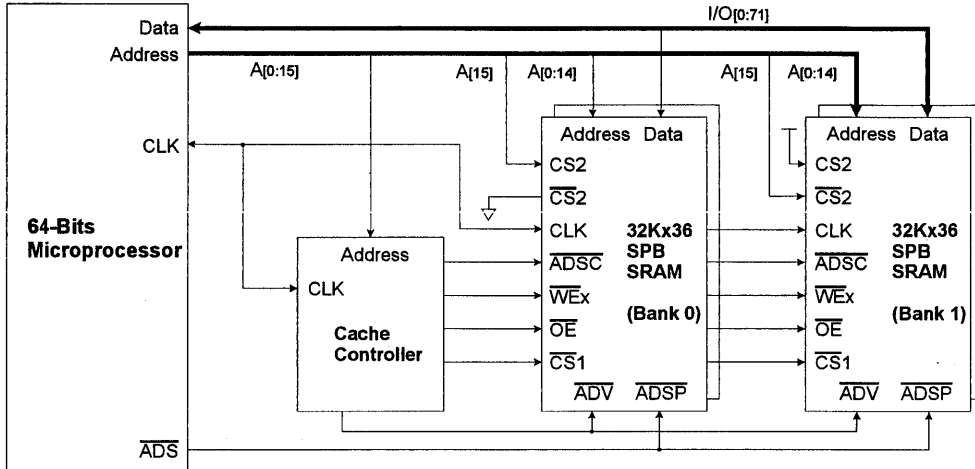 I/O[0:71]
Data
Address
A[0:15]
A[15]
A[0:14]
A[15]
A[0:14]
CLK
64-Bits
Microprocessor
ADS
Address
CLK
Cache
Controller
Address Data
CS2
CS2
CLK
ADSC
WEx
OE
CS1
32Kx36
SPB
SRAM
(Bank 0)
ADV ADSP
Address Data
CS2
CS2
CLK
ADSC
WEx
OE
CS1
32Kx36
SPB
SRAM
(Bank 1)
ADV ADSP